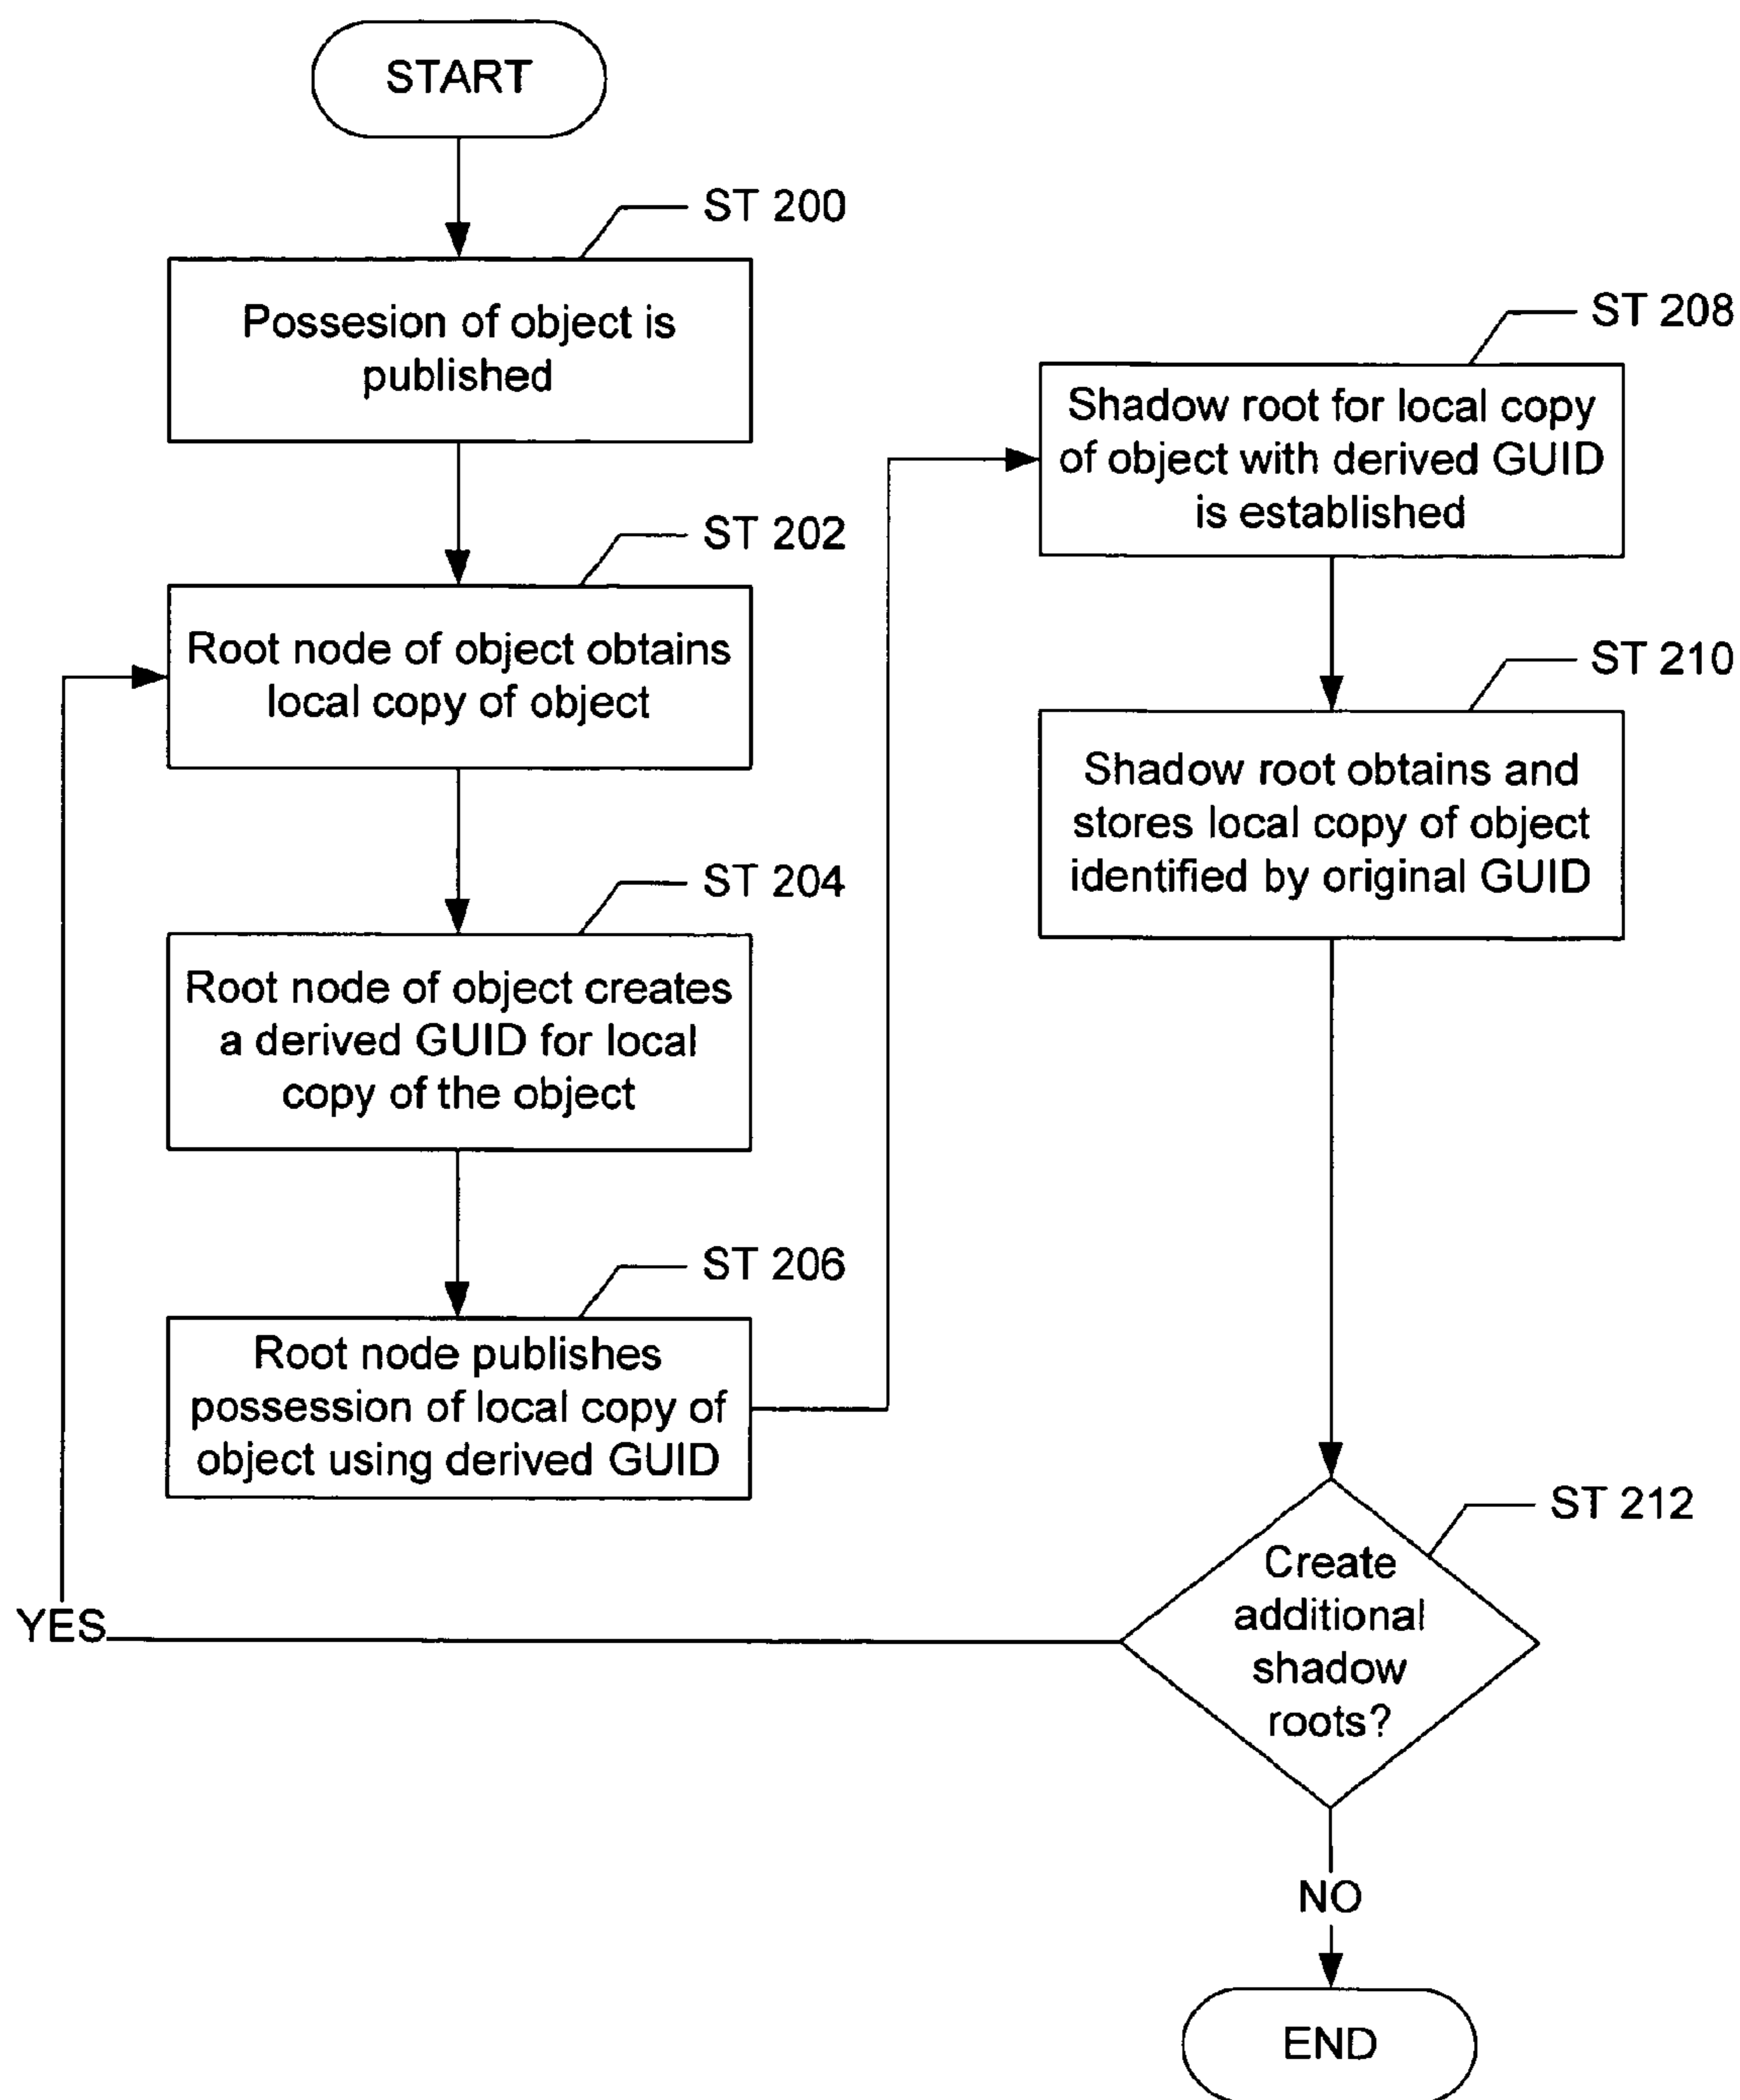 START
ST 200
Possesion of object is
published
ST 202
Root node of object obtains
local copy of object
ST 204
Root node of object creates
a derived GUID for local
copy of the object
ST 206
Root node publishes
possession of local copy of
object using derived GUID
ST 208
Shadow root for local copy
of object with derived GUID
is established
ST 210
Shadow root obtains and
stores local copy of object
identified by original GUID
ST 212
Create
additional
shadow
roots?
YES
NO
END